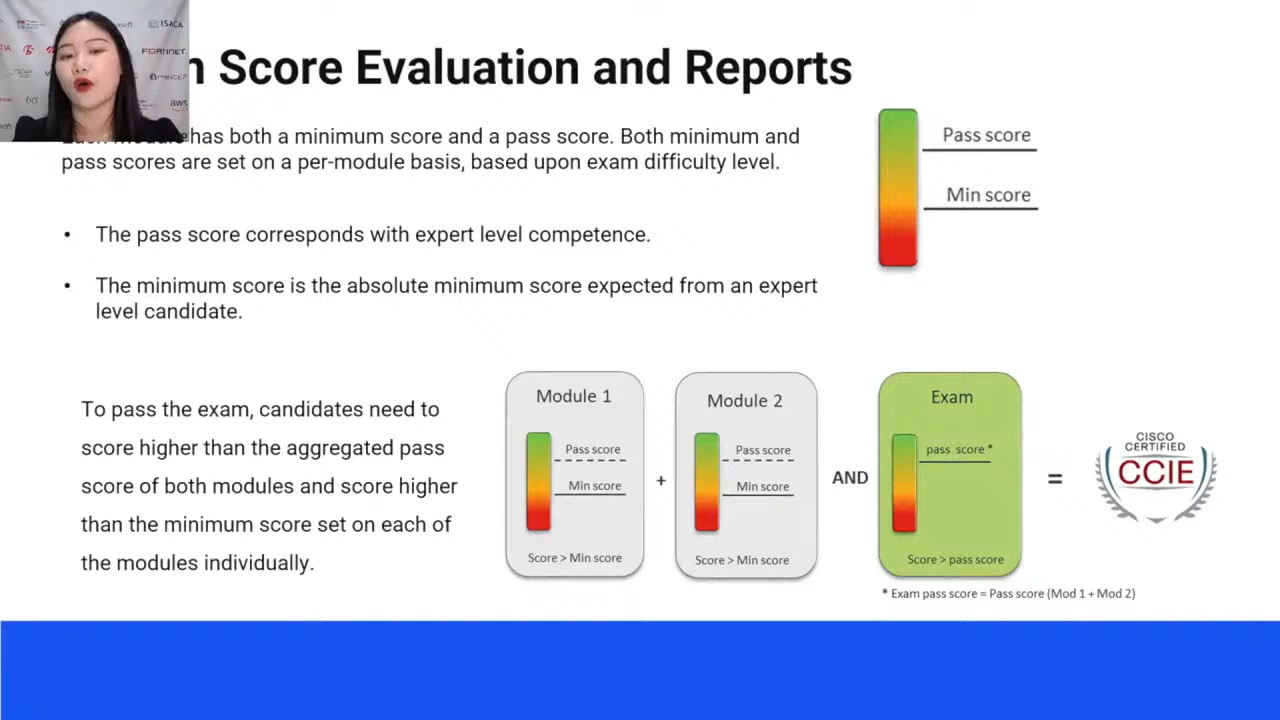 ISACA
FORTINET
PRINCE2
aws
Score Evaluation and Reports
has both a minimum score and a pass score. Both minimum and
pass scores are set on a per-module basis, based upon exam difficulty level.
• The pass score corresponds with expert level competence.
• The minimum score is the absolute minimum score expected from an expert
level candidate.
Pass score
Min score
To pass the exam, candidates need to
score higher than the aggregated pass
score of both modules and score higher
than the minimum score set on each of
the modules individually.
Module 1
Pass score
Min score
Score > Min score
+
Module 2
Pass score
Min score
Score > Min score
AND
Exam
pass score *
Score > pass score
=
CISCO
CERTIFIED
CCIE
* Exam pass score = Pass score (Mod 1 + Mod 2)